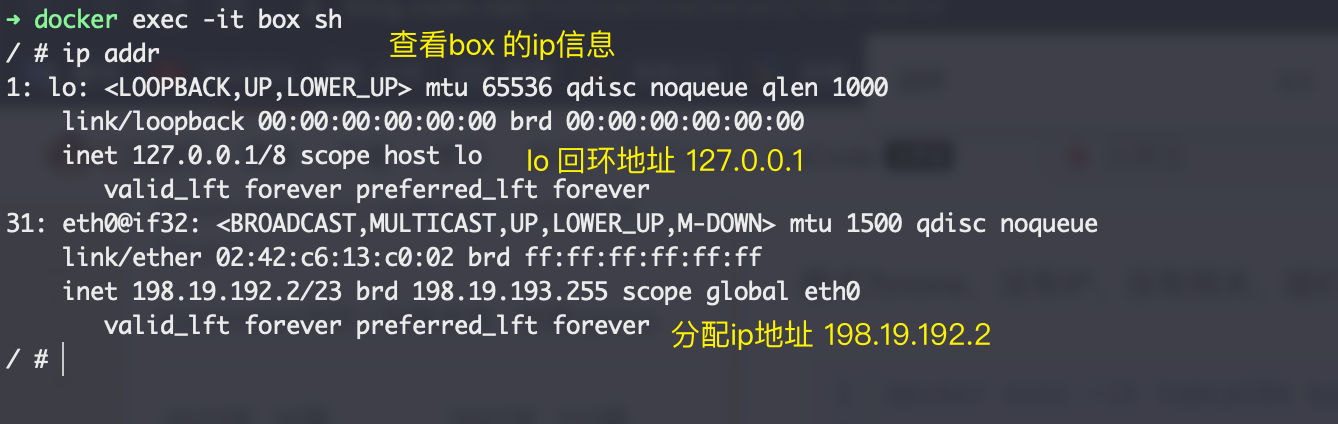 ➜ docker exec -it box sh
/ # ip addr
查看box 的ip信息
1: lo: <LOOPBACK,UP,LOWER_UP> mtu 65536 qdisc noqueue qlen 1000
link/loopback 00:00:00:00:00:00 brd 00:00:00:00:00:00
inet 127.0.0.1/8 scope host lo
lo 回环地址 127.0.0.1
valid_lft forever preferred_lft forever
31: eth0@if32: <BROADCAST,MULTICAST,UP,LOWER_UP,M-DOWN> mtu 1500 qdisc noqueue
link/ether 02:42:c6:13:c0:02 brd ff:ff:ff:ff:ff:ff
inet 198.19.192.2/23 brd 198.19.193.255 scope global eth0
valid_lft forever preferred_lft forever
分配ip地址 198.19.192.2
/ #